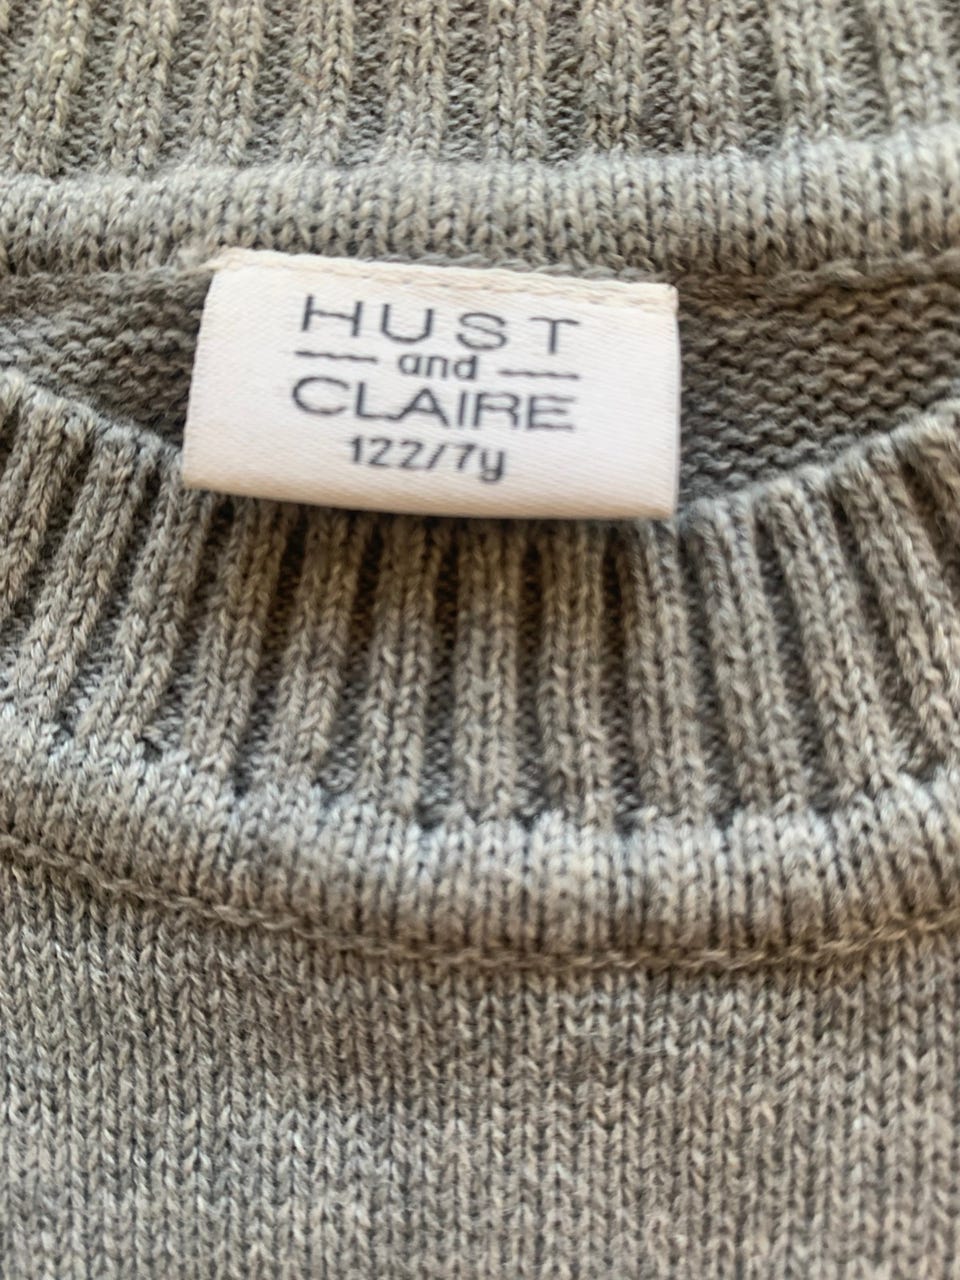 HUST
and
CLAIRE
122/7y